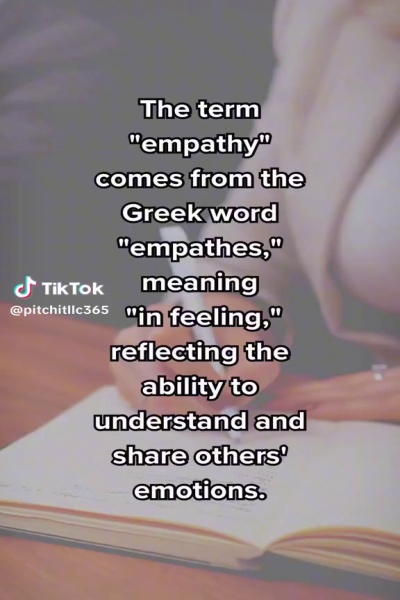 The term
"empathy"
comes from the
Greek word
"empathes,"
meaning
"in feeling,"
reflecting the
ability to
understand and
share others'
emotions.
TikTok
@pitchitllc365